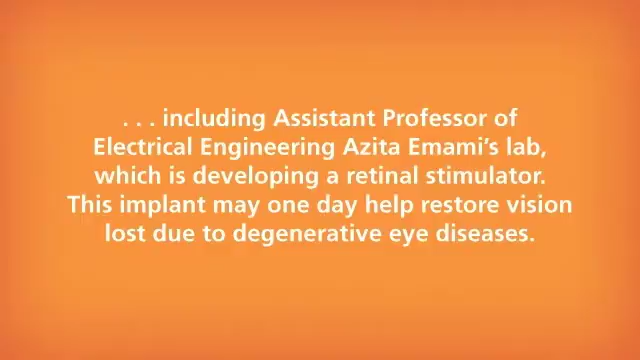 . . . including Assistant Professor of
Electrical Engineering Azita Emami’s lab,
which is developing a retinal stimulator.
This implant may one day help restore vision
lost due to degenerative eye diseases.